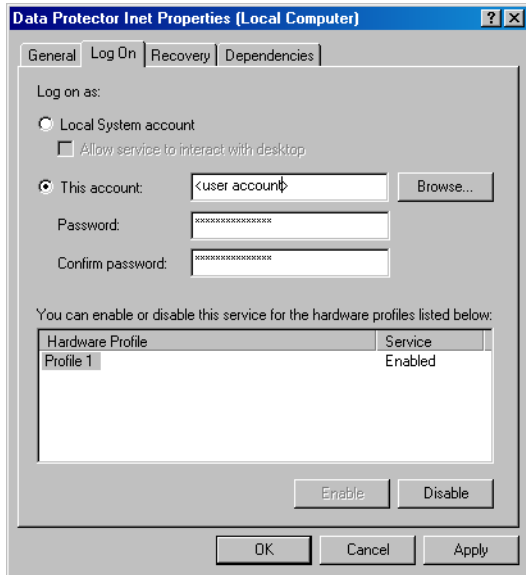 Data Protector Inet Properties (Local Computer)
General Log On Recovery Dependencies
Log on as:
Local System account
Allow service to interact with desktop
This account: <user account> Browse...
Password: ***************
Confirm password: ***************
You can enable or disable this service for the hardware profiles listed below:
Hardware Profile Service
Profile 1 Enabled
Enable Disable
OK Cancel Apply